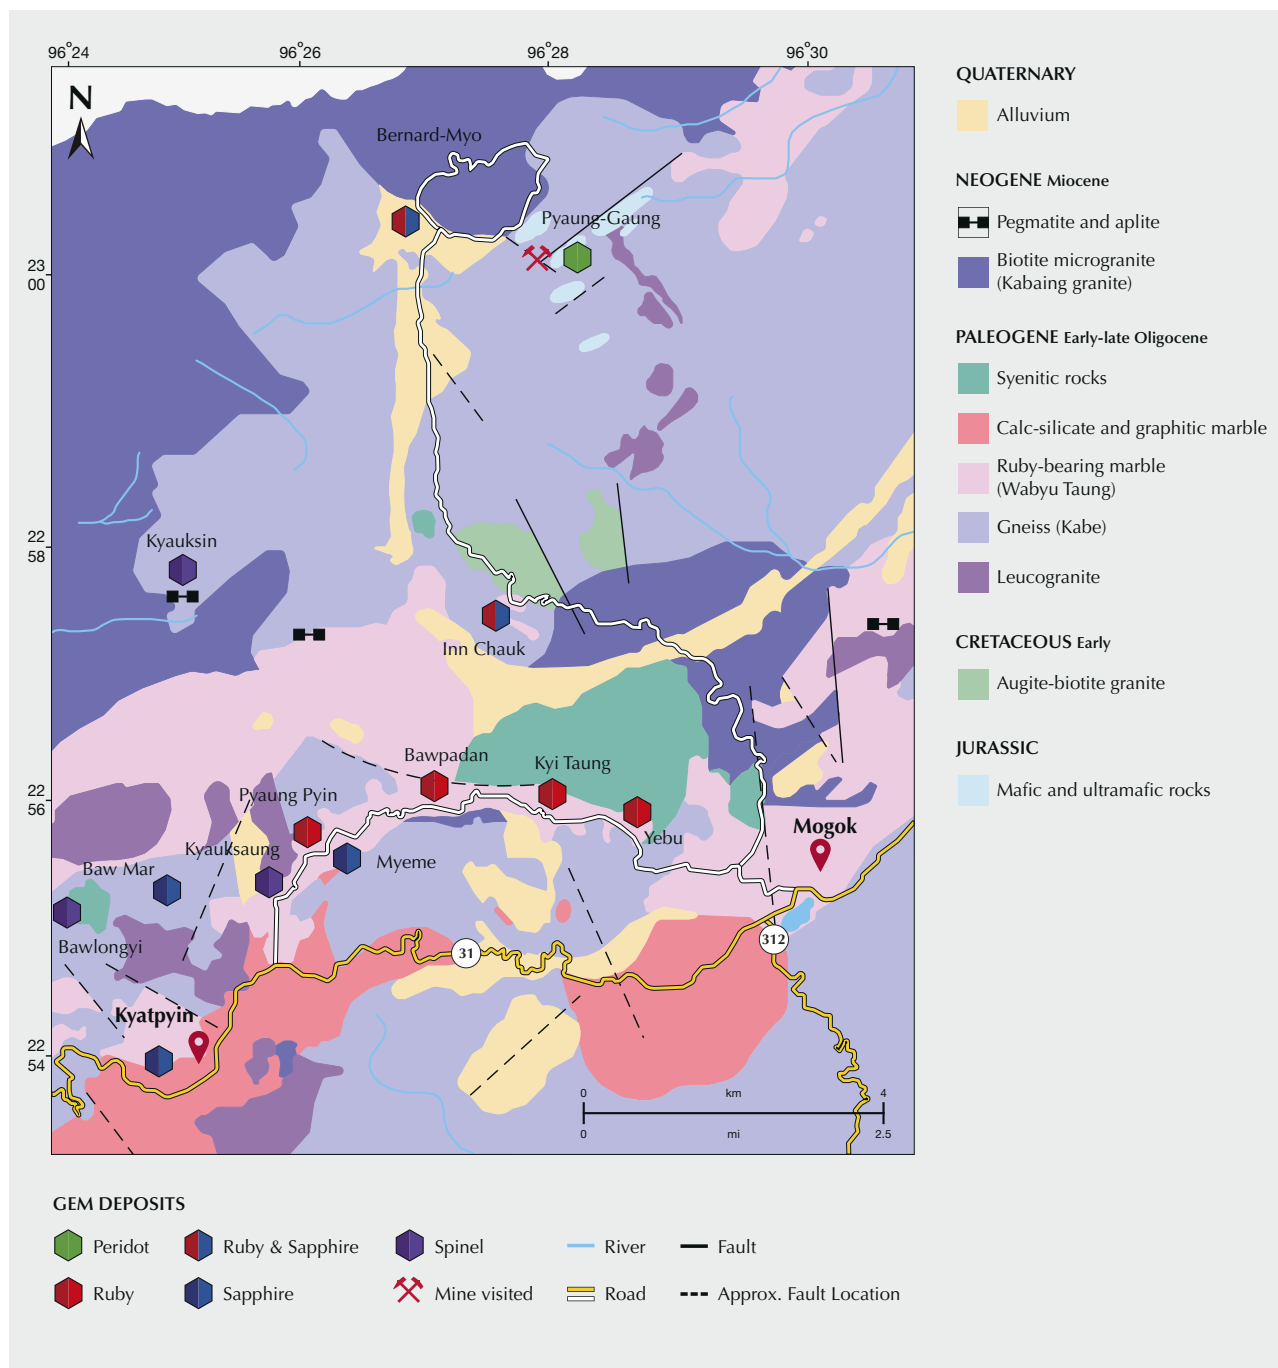 96°24 96°26 96°28 96°30
N
Bernard-Myo
Pyaung-Gaung
23
00
Kyauksin
22
58
Inn Chauk
Bawpadan
Kyi Taung
22
56
Pyaung Pyin
Yebu
Mogok
Kyauksaung
Myeme
Baw Mar
Bawlongyi
31
312
Kyatpyin
22
54
0 km 4
0 mi 2.5
QUATERNARY
Alluvium
NEOGENE Miocene
Pegmatite and aplite
Biotite microgranite
(Kabaing granite)
PALEOGENE Early-late Oligocene
Syenitic rocks
Calc-silicate and graphitic marble
Ruby-bearing marble
(Wabyu Taung)
Gneiss (Kabe)
Leucogranite
CRETACEOUS Early
Augite-biotite granite
JURASSIC
Mafic and ultramafic rocks
GEM DEPOSITS
Peridot Ruby & Sapphire Spinel River Fault
Ruby Sapphire Mine visited Road Approx. Fault Location